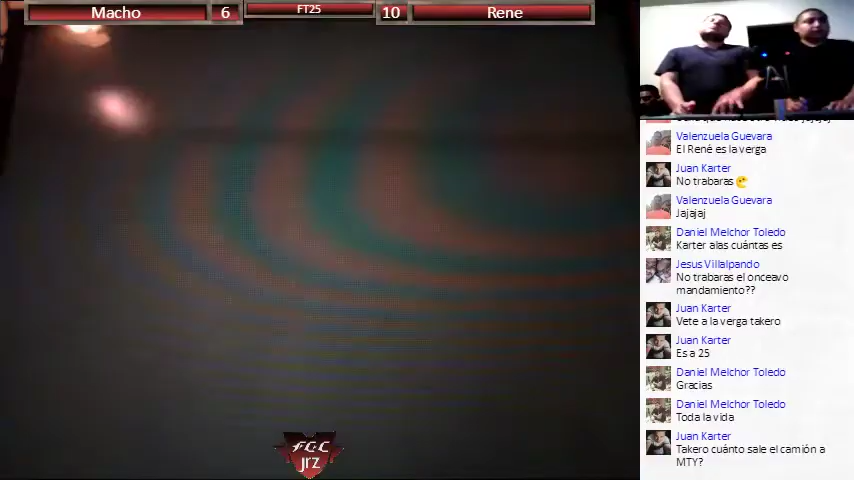 Macho 6 FT25 10 Rene
Valenzuela Guevara
El René es la verga
Juan Karter
No trabaras
Valenzuela Guevara
Jajajaj
Daniel Melchor Toledo
Karter alas cuántas es
Jesus Villalpando
No trabaras el onceavo
mandamiento??
Juan Karter
Vete a la verga takero
Juan Karter
Es a 25
Daniel Melchor Toledo
Gracias
Daniel Melchor Toledo
Toda la vida
Juan Karter
Takero cuánto sale el camión a
MTY?
FGC
jrz